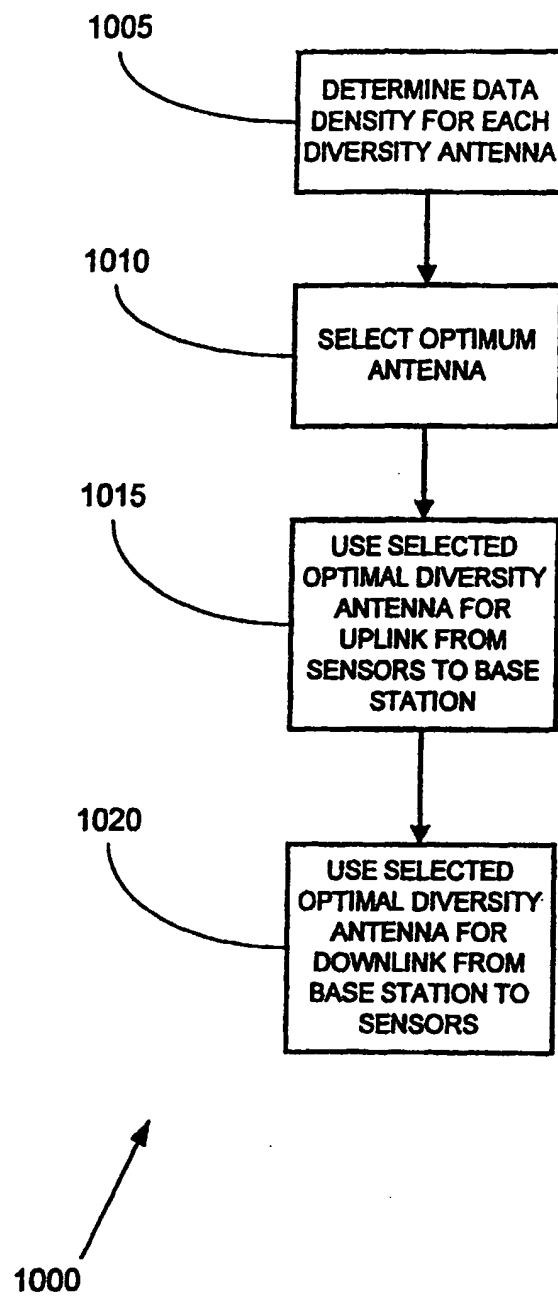 1005
DETERMINE DATA
DENSITY FOR EACH
DIVERSITY ANTENNA
1010
SELECT OPTIMUM
ANTENNA
1015
USE SELECTED
OPTIMAL DIVERSITY
ANTENNA FOR
UPLINK FROM
SENSORS TO BASE
STATION
1020
USE SELECTED
OPTIMAL DIVERSITY
ANTENNA FOR
DOWNLINK FROM
BASE STATION TO
SENSORS
1000